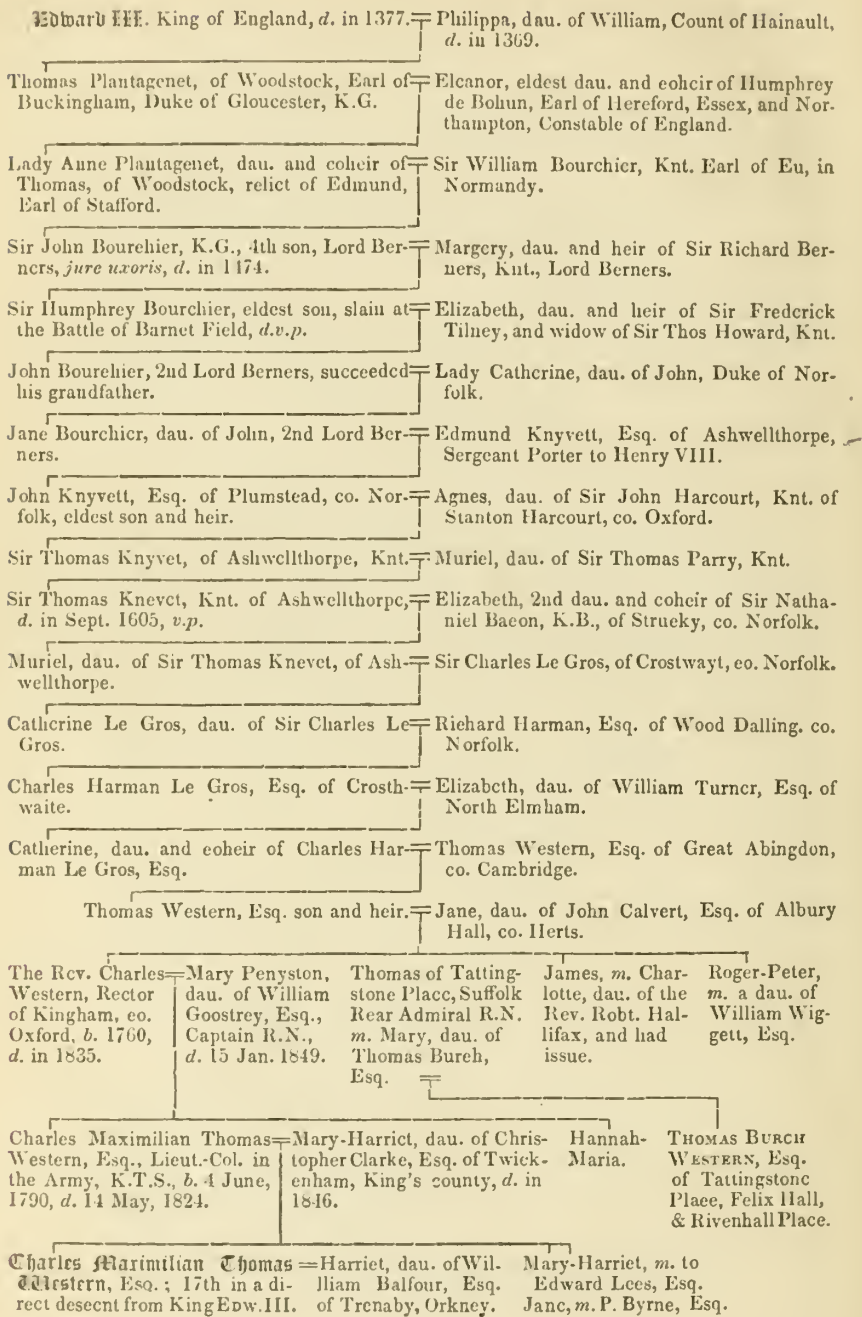 Edward III. King of England, d. in 1377. Philippa, dau. of William, Count of Hainault,
d. in 1369.
Thomas Plantagenet, of Woodstock, Earl of
Buckingham, Duke of Gloucester, K.G.
Eleanor, eldest dau. and coheir of Humphrey
de Bohun, Earl of Hereford, Essex, and Nor-
thampton, Constable of England.
Lady Anne Plantagenet, dau. and coheir of
Thomas, of Woodstock, relict of Edmund,
Earl of Stafford.
Sir William Bourchier, Knt. Earl of Eu, in
Normandy.
Sir John Bourchier, K.G., 4th son, Lord Ber-
ners, jure uxoris, d. in 1474.
Margery, dau. and heir of Sir Richard Ber-
ners, Knt., Lord Berners.
Sir Humphrey Bourchier, eldest son, slain at
the Battle of Barnet Field, d.v.p.
Elizabeth, dau. and heir of Sir Frederick
Tilney, and widow of Sir Thos Howard, Knt.
John Bourchier, 2nd Lord Berners, succeeded
his grandfather.
Lady Catherine, dau. of John, Duke of Nor-
folk.
Jane Bourchier, dau. of John, 2nd Lord Ber-
ners.
Edmund Knyvett, Esq. of Ashwellthorpe,
Sergeant Porter to Henry VIII.
John Knyvett, Esq. of Plumstead, co. Nor-
folk, eldest son and heir.
Agnes, dau. of Sir John Harcourt, Knt. of
Stanton Harcourt, co. Oxford.
Sir Thomas Knyvet, of Ashwellthorpe, Knt. Muriel, dau. of Sir Thomas Parry, Knt.
Sir Thomas Knevet, Knt. of Ashwellthorpe,
d. in Sept. 1605, v.p.
Elizabeth, 2nd dau. and coheir of Sir Natha-
niel Bacon, K.B., of Strucky, co. Norfolk.
Muriel, dau. of Sir Thomas Knevet, of Ash-
wellthorpe.
Sir Charles Le Gros, of Crostwayt, co. Norfolk.
Catherine Le Gros, dau. of Sir Charles Le
Gros.
Richard Harman, Esq. of Wood Dalling. co.
Norfolk.
Charles Harman Le Gros, Esq. of Crosth-
waite.
Elizabeth, dau. of William Turner, Esq. of
North Elmham.
Catherine, dau. and coheir of Charles Har-
man Le Gros, Esq.
Thomas Western, Esq. of Great Abingdon,
co. Cambridge.
Thomas Western, Esq. son and heir. Jane, dau. of John Calvert, Esq. of Albury
Hall, co. Herts.
The Rev. Charles
Western, Rector
of Kingham, co.
Oxford, b. 1760,
d. in 1835.
Mary Penyston,
dau. of William
Goostrey, Esq.,
Captain R.N.,
d. 15 Jan. 1849.
Thomas of Tatting-
stone Place, Suffolk
Rear Admiral R.N.
m. Mary, dau. of
Thomas Burch,
Esq.
James, m. Char-
lotte, dau. of the
Rev. Robt. Hal-
lifax, and had
issue.
Roger-Peter,
m. a dau. of
William Wig-
gett, Esq.
Charles Maximilian Thomas
Western, Esq., Lieut.-Col. in
the Army, K.T.S., b. 4 June,
1790, d. 14 May, 1824.
Mary-Harriet, dau. of Chris-
topher Clarke, Esq. of Twick-
enham, King's county, d. in
1846.
Hannah-
Maria.
THOMAS BURCH
WESTERN, Esq.
of Tattingstone
Place, Felix Hall,
& Rivenhall Place.
Charles Maximilian Thomas
Western, Esq.; 17th in a di-
rect descent from King Edw. III.
Harriet, dau. of Wil-
lliam Balfour, Esq.
of Trenaby, Orkney.
Mary-Harriet, m. to
Edward Lees, Esq.
Jane, m. P. Byrne, Esq.